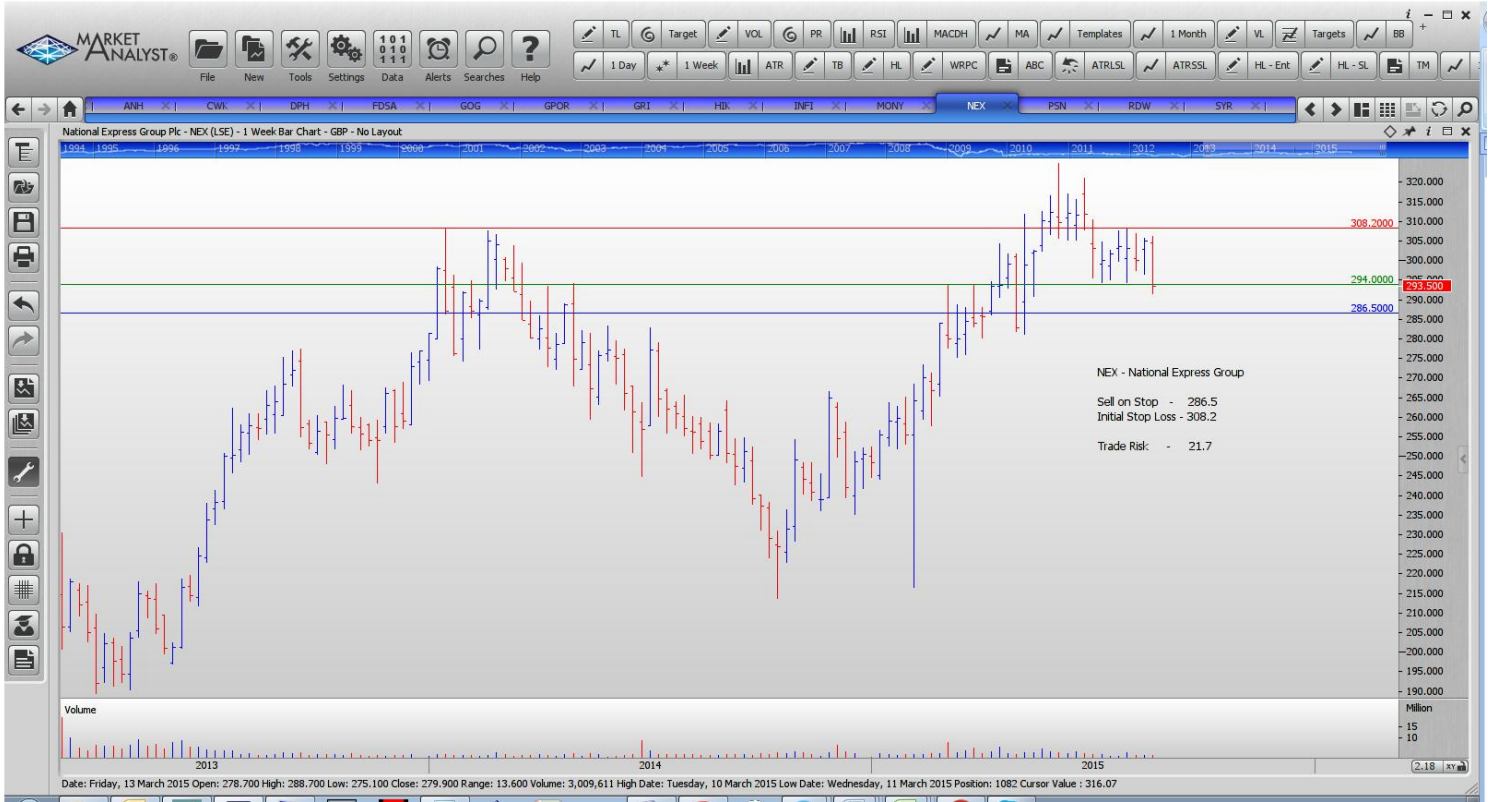 MARKET ANALYST®
File New Tools Settings Data Alerts Searches Help
TL Target VOL PR RSI MACDH MA Templates 1 Month VL Targets BB
1 Day 1 Week ATR TB HL WRPC ABC ATRLSL ATRSSL HL - Ent HL - SL TM
ANH CWK DPH FDSA GOG GPOR GRI HIK INFI MONY NEX PSN RDW SYR
National Express Group Plc - NEX (LSE) - 1 Week Bar Chart - GBP - No Layout
1994 1995 1996 1997 1998 1999 2000 2001 2002 2003 2004 2005 2006 2007 2008 2009 2010 2011 2012 2013 2014 2015
320.000
315.000
310.000
308.2000
305.000
300.000
295.000
294.0000
293.500
290.000
286.5000
285.000
280.000
275.000
270.000
265.000
260.000
255.000
250.000
245.000
240.000
235.000
230.000
225.000
220.000
215.000
210.000
205.000
200.000
195.000
190.000
NEX - National Express Group
Sell on Stop - 286.5
Initial Stop Loss - 308.2
Trade Risk - 21.7
Volume
Million
15
10
2013 2014 2015
2.18 XY
Date: Friday, 13 March 2015 Open: 278.700 High: 288.700 Low: 275.100 Close: 279.900 Range: 13.600 Volume: 3,009,611 High Date: Tuesday, 10 March 2015 Low Date: Wednesday, 11 March 2015 Position: 1082 Cursor Value : 316.07